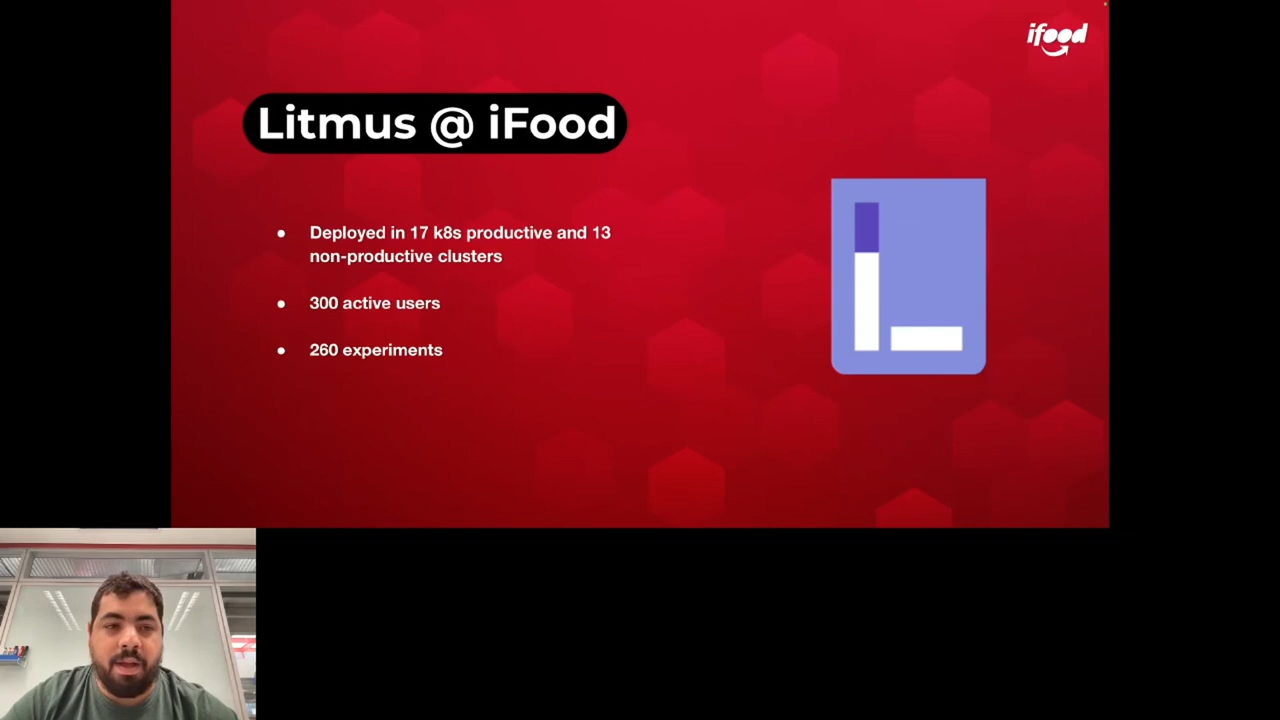 ifood
Litmus @ iFood
● Deployed in 17 k8s productive and 13
non-productive clusters
● 300 active users
● 260 experiments